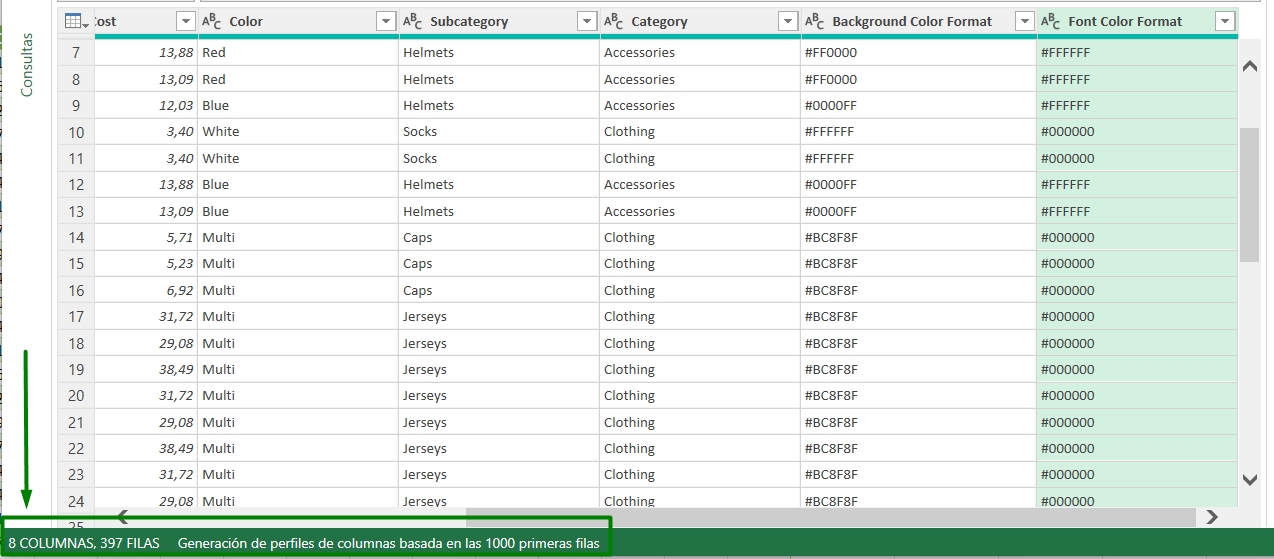 Consultas
Cost ABC Color ABC Subcategory ABC Category ABC Background Color Format ABC Font Color Format
7 13,88 Red Helmets Accessories #FF0000 #FFFFFF
8 13,09 Red Helmets Accessories #FF0000 #FFFFFF
9 12,03 Blue Helmets Accessories #0000FF #FFFFFF
10 3,40 White Socks Clothing #FFFFFF #000000
11 3,40 White Socks Clothing #FFFFFF #000000
12 13,88 Blue Helmets Accessories #0000FF #FFFFFF
13 13,09 Blue Helmets Accessories #0000FF #FFFFFF
14 5,71 Multi Caps Clothing #BC8F8F #000000
15 5,23 Multi Caps Clothing #BC8F8F #000000
16 6,92 Multi Caps Clothing #BC8F8F #000000
17 31,72 Multi Jerseys Clothing #BC8F8F #000000
18 29,08 Multi Jerseys Clothing #BC8F8F #000000
19 38,49 Multi Jerseys Clothing #BC8F8F #000000
20 31,72 Multi Jerseys Clothing #BC8F8F #000000
21 29,08 Multi Jerseys Clothing #BC8F8F #000000
22 38,49 Multi Jerseys Clothing #BC8F8F #000000
23 31,72 Multi Jerseys Clothing #BC8F8F #000000
24 29,08 Multi Jerseys Clothing #BC8F8F #000000
25
8 COLUMNAS, 397 FILAS Generación de perfiles de columnas basada en las 1000 primeras filas